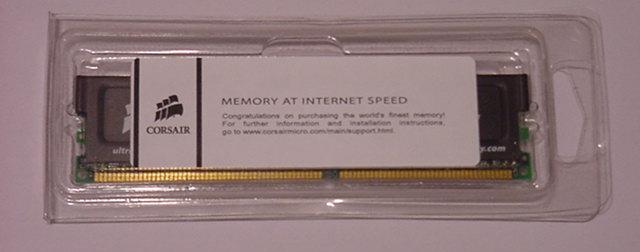 MEMORY AT INTERNET SPEED
Congratulations on purchasing the world's finest memory!
For further information and installation instructions,
go to www.corsairmicro.com/main/support.html.
CORSAIR